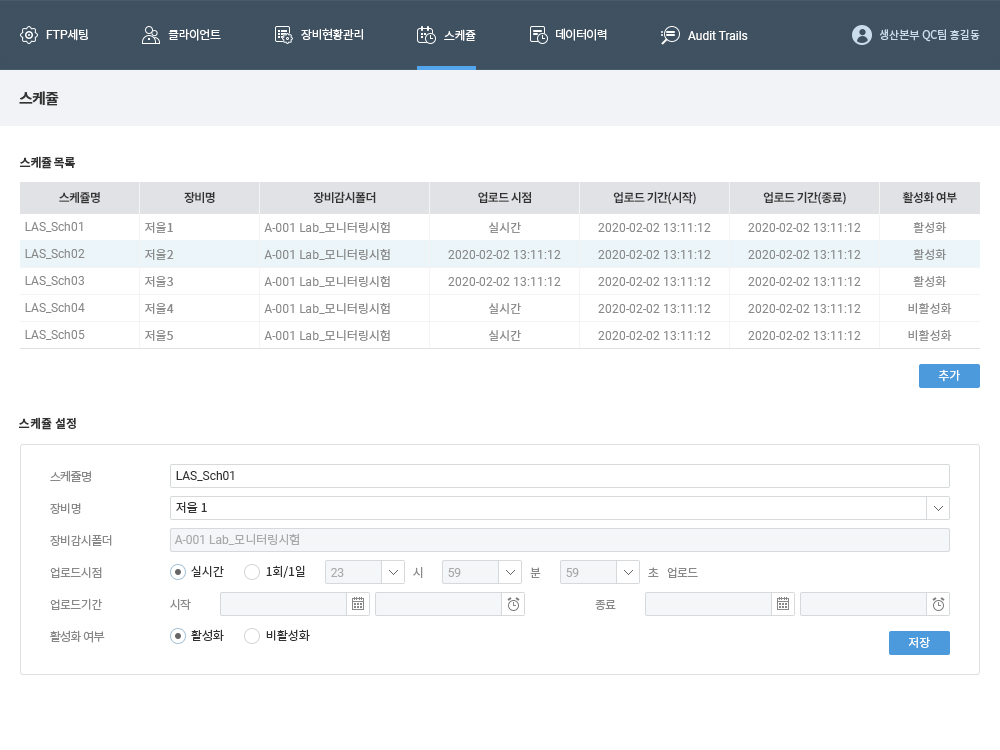 FTP세팅 클라이언트 장비현황관리 스케쥴 데이터이력 Audit Trails 생산본부 QC팀 홍길동
스케쥴
스케쥴 목록
스케쥴명 장비명 장비감시폴더 업로드 시점 업로드 기간(시작) 업로드 기간(종료) 활성화 여부
LAS_Sch01 저울1 A-001 Lab_모니터링시험 실시간 2020-02-02 13:11:12 2020-02-02 13:11:12 활성화
LAS_Sch02 저울2 A-001 Lab_모니터링시험 2020-02-02 13:11:12 2020-02-02 13:11:12 2020-02-02 13:11:12 활성화
LAS_Sch03 저울3 A-001 Lab_모니터링시험 2020-02-02 13:11:12 2020-02-02 13:11:12 2020-02-02 13:11:12 활성화
LAS_Sch04 저울4 A-001 Lab_모니터링시험 실시간 2020-02-02 13:11:12 2020-02-02 13:11:12 비활성화
LAS_Sch05 저울5 A-001 Lab_모니터링시험 실시간 2020-02-02 13:11:12 2020-02-02 13:11:12 비활성화
추가
스케쥴 설정
스케쥴명 LAS_Sch01
장비명 저울 1
장비감시폴더 A-001 Lab_모니터링시험
업로드시점 실시간 1회/1일 23 시 59 분 59 초 업로드
업로드기간 시작 종료
활성화 여부 활성화 비활성화
저장